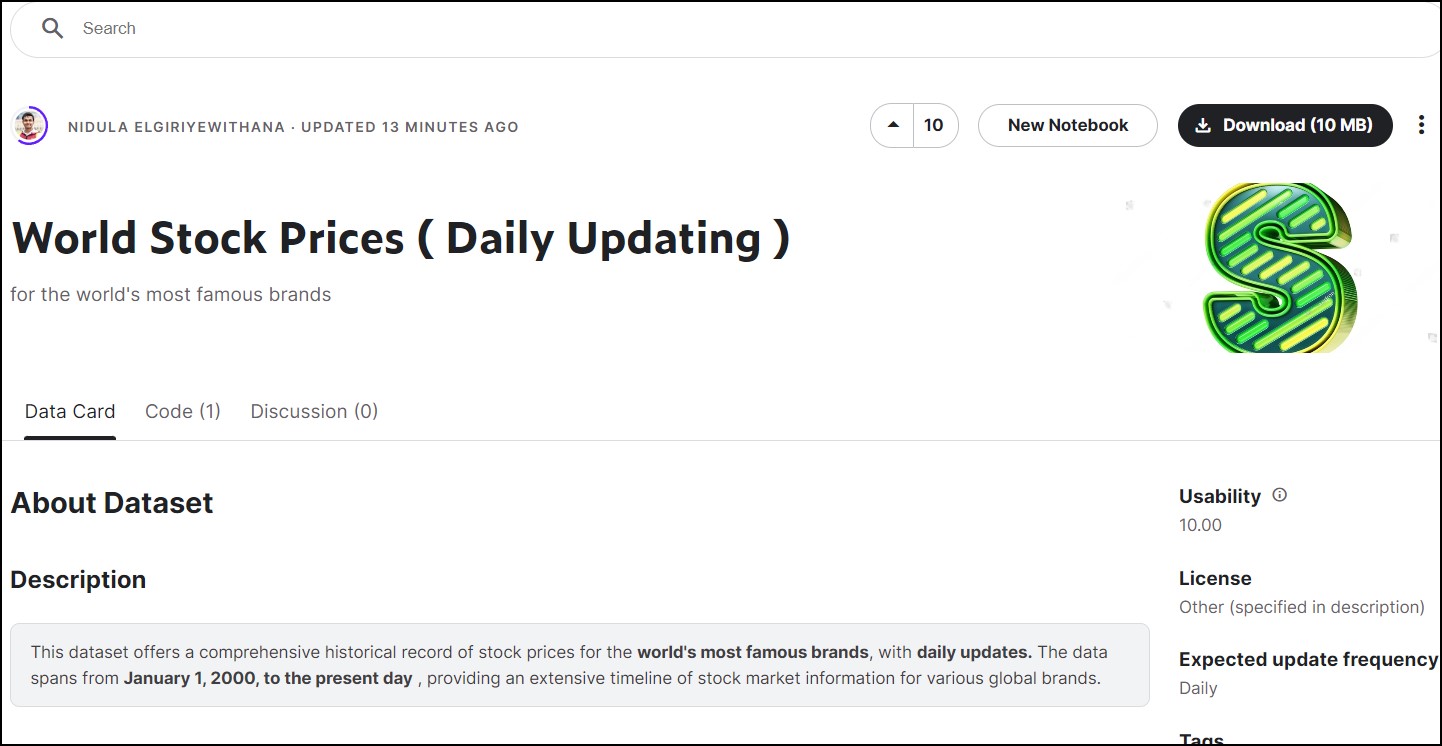 Search
NIDULA ELGIRIYEWITHANA · UPDATED 13 MINUTES AGO
10
New Notebook
Download (10 MB)
World Stock Prices ( Daily Updating )
for the world's most famous brands
S
Data Card
Code (1)
Discussion (0)
About Dataset
Description
This dataset offers a comprehensive historical record of stock prices for the world's most famous brands, with daily updates. The data
spans from January 1, 2000, to the present day , providing an extensive timeline of stock market information for various global brands.
Usability
10.00
License
Other (specified in description)
Expected update frequency
Daily
Tags